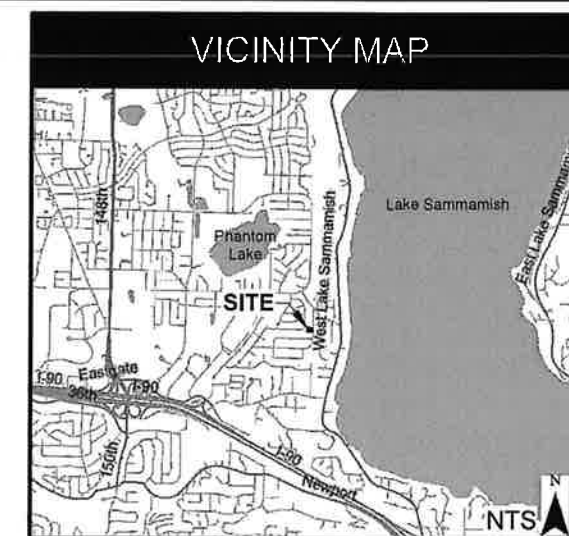 VICINITY MAP
148th
Lake Sammamish
East Lake Sammamish
Phantom
Lake
West Lake Sammamish
SITE
Eastgate
I-90
I-90
36th
150th
I-90
Newport
N
NTS